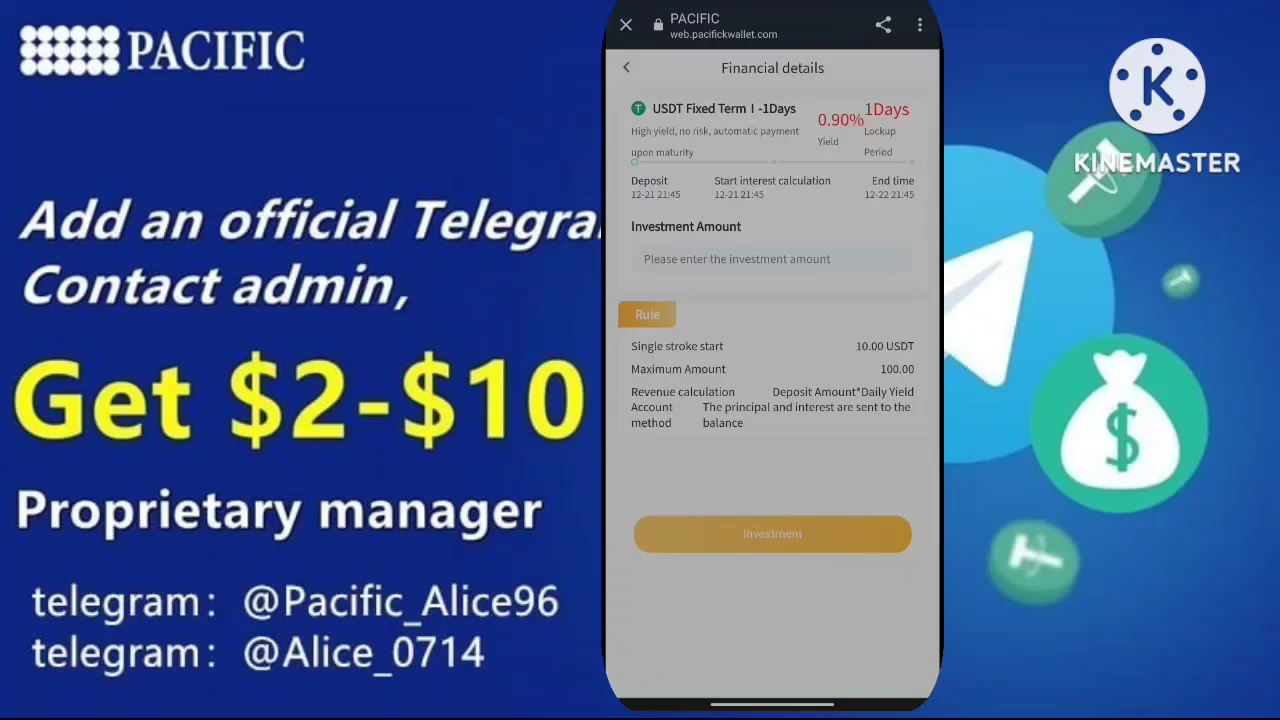 PACIFIC
Add an official Telegra
Contact admin,
Get $2-$10
Proprietary manager
telegram: @Pacific_Alice96
telegram: @Alice_0714
PACIFIC
web.pacifickwallet.com
Financial details
USDT Fixed Term Ⅰ-1Days
0.90%
1Days
High yield, no risk, automatic payment
upon maturity
Yield
Lockup
Period
Deposit
Start interest calculation
End time
12-21 21:45
12-21 21:45
12-22 21:45
Investment Amount
Please enter the investment amount
Rule
Single stroke start 10.00 USDT
Maximum Amount 100.00
Revenue calculation Deposit Amount*Daily Yield
Account The principal and interest are sent to the
method balance
Investment
K
KINEMASTER
$